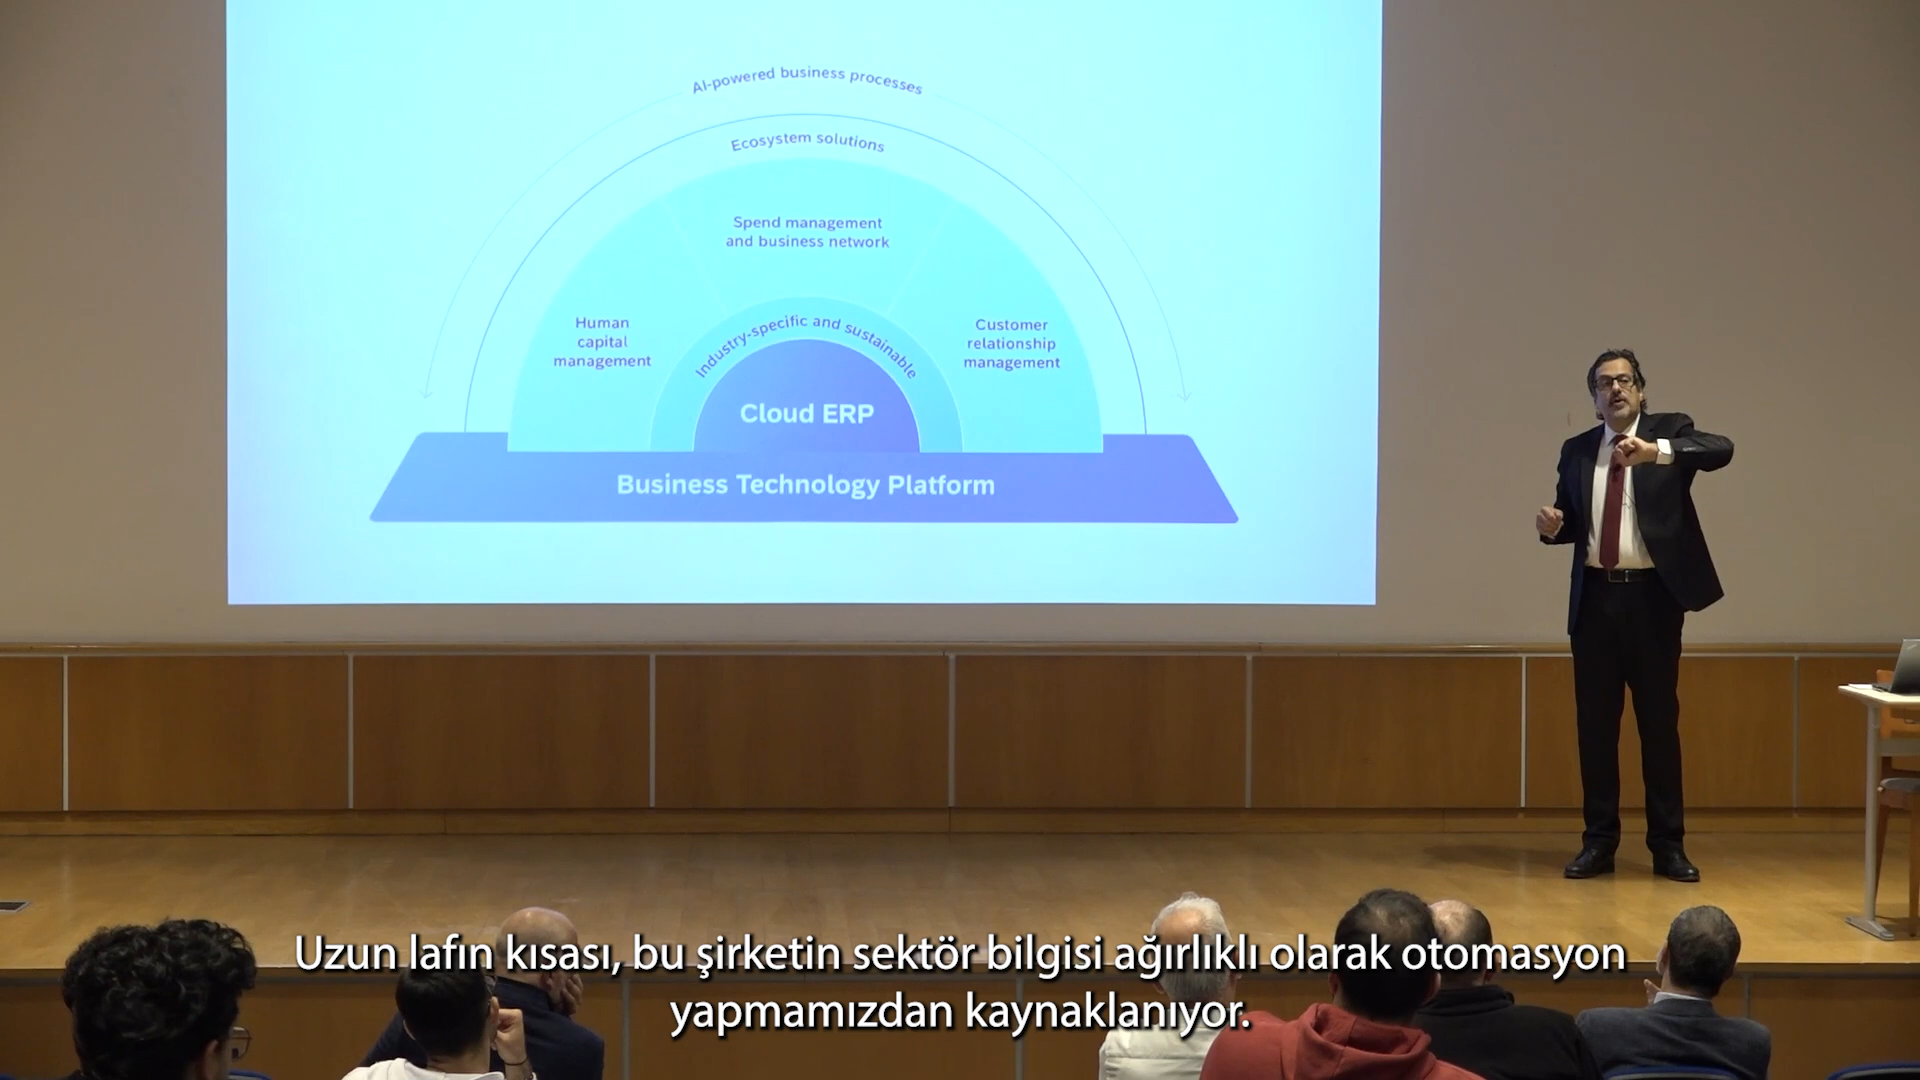 AI-powered business processes
Ecosystem solutions
Spend management
and business network
Human
capital
management
Customer
relationship
management
Industry-specific and sustainable
Cloud ERP
Business Technology Platform
Uzun lafın kısası, bu şirketin sektör bilgisi ağırlıklı olarak otomasyon
yapmamızdan kaynaklanıyor.